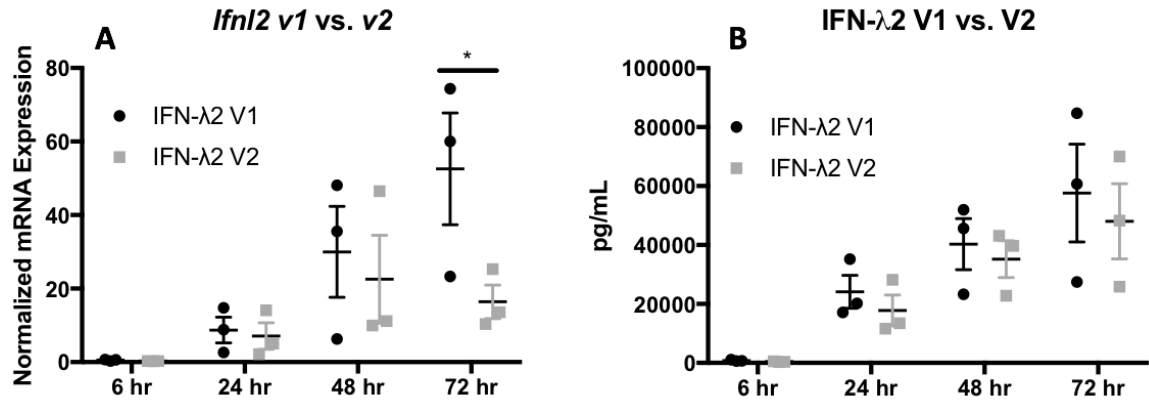 Ifnl2 v1 vs. v2
A
Normalized mRNA Expression
80
60
40
20
0
IFN-λ2 V1
IFN-λ2 V2
*
6 hr
24 hr
48 hr
72 hr
IFN-λ2 V1 vs. V2
B
pg/mL
100000
80000
60000
40000
20000
0
IFN-λ2 V1
IFN-λ2 V2
6 hr
24 hr
48 hr
72 hr